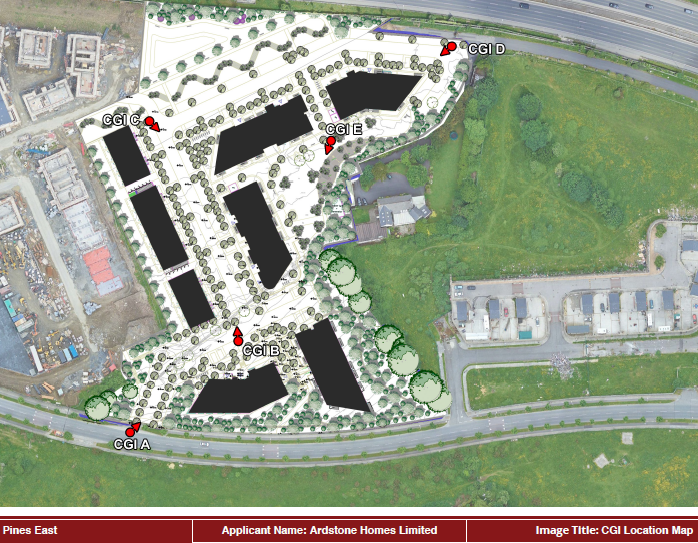 CGI D
CGI C
CGI E
CGI B
CGI A
Pines East
Applicant Name: Ardstone Homes Limited
Image Title: CGI Location Map